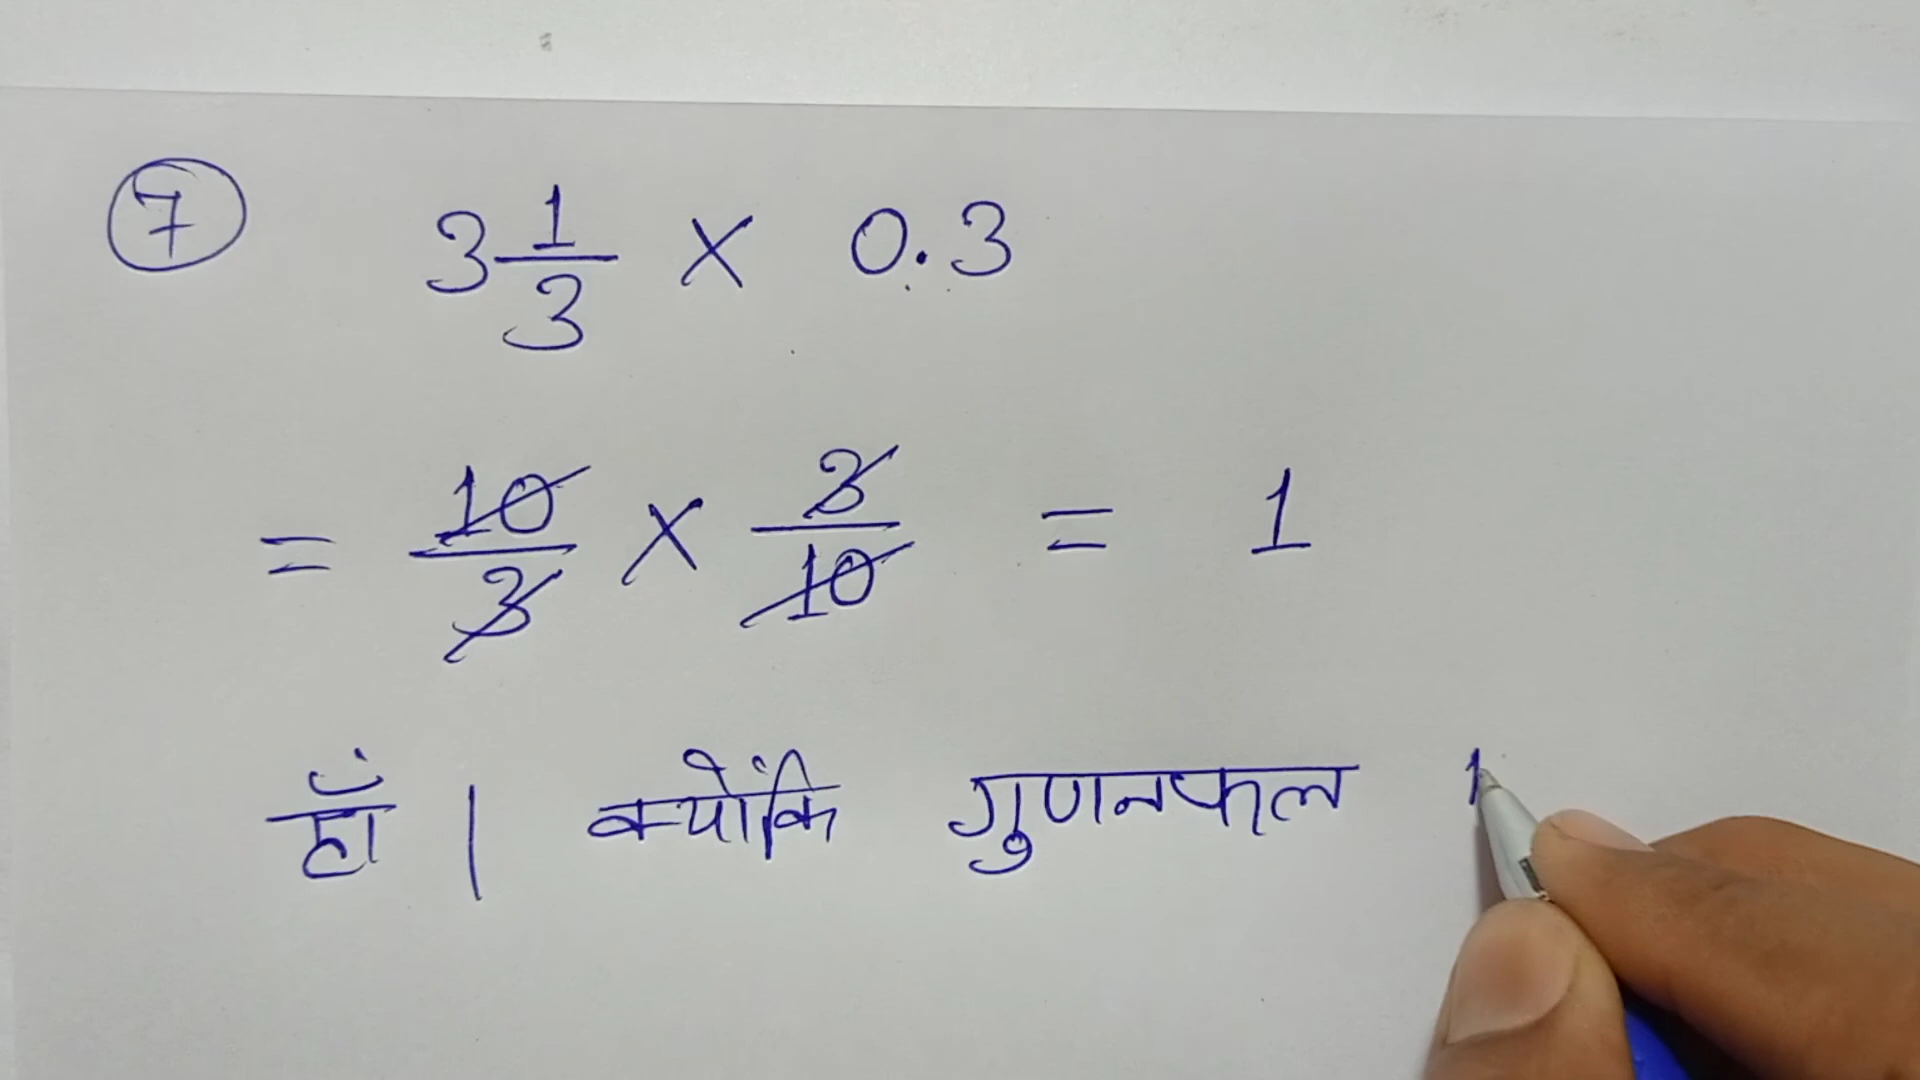 7 3 1/3 × 0.3
= 10/3 × 3/10 = 1
हाँ | क्योंकि गुणनफल 1